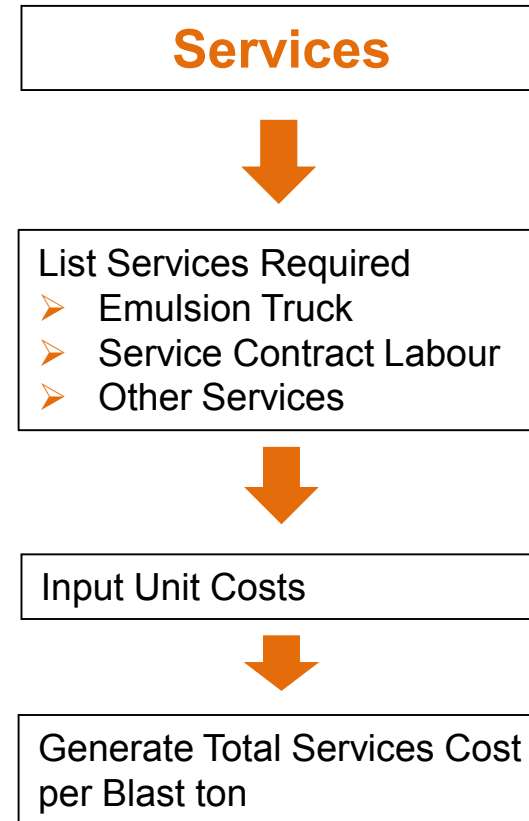 Services
List Services Required
➢ Emulsion Truck
➢ Service Contract Labour
➢ Other Services
Input Unit Costs
Generate Total Services Cost
per Blast ton